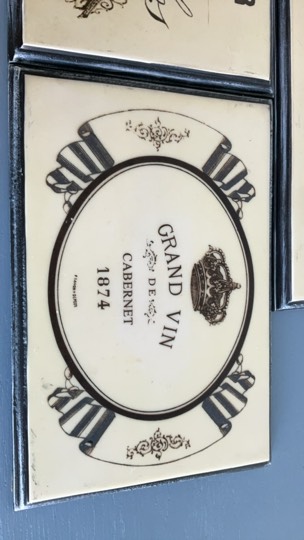 GRAND VIN
DE
CABERNET
1874